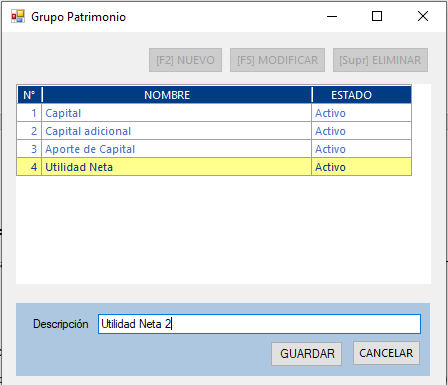 Grupo Patrimonio
[F2] NUEVO [F5] MODIFICAR [Supr] ELIMINAR
N° NOMBRE ESTADO
1 Capital Activo
2 Capital adicional Activo
3 Aporte de Capital Activo
4 Utilidad Neta Activo
Descripción Utilidad Neta 2
GUARDAR CANCELAR